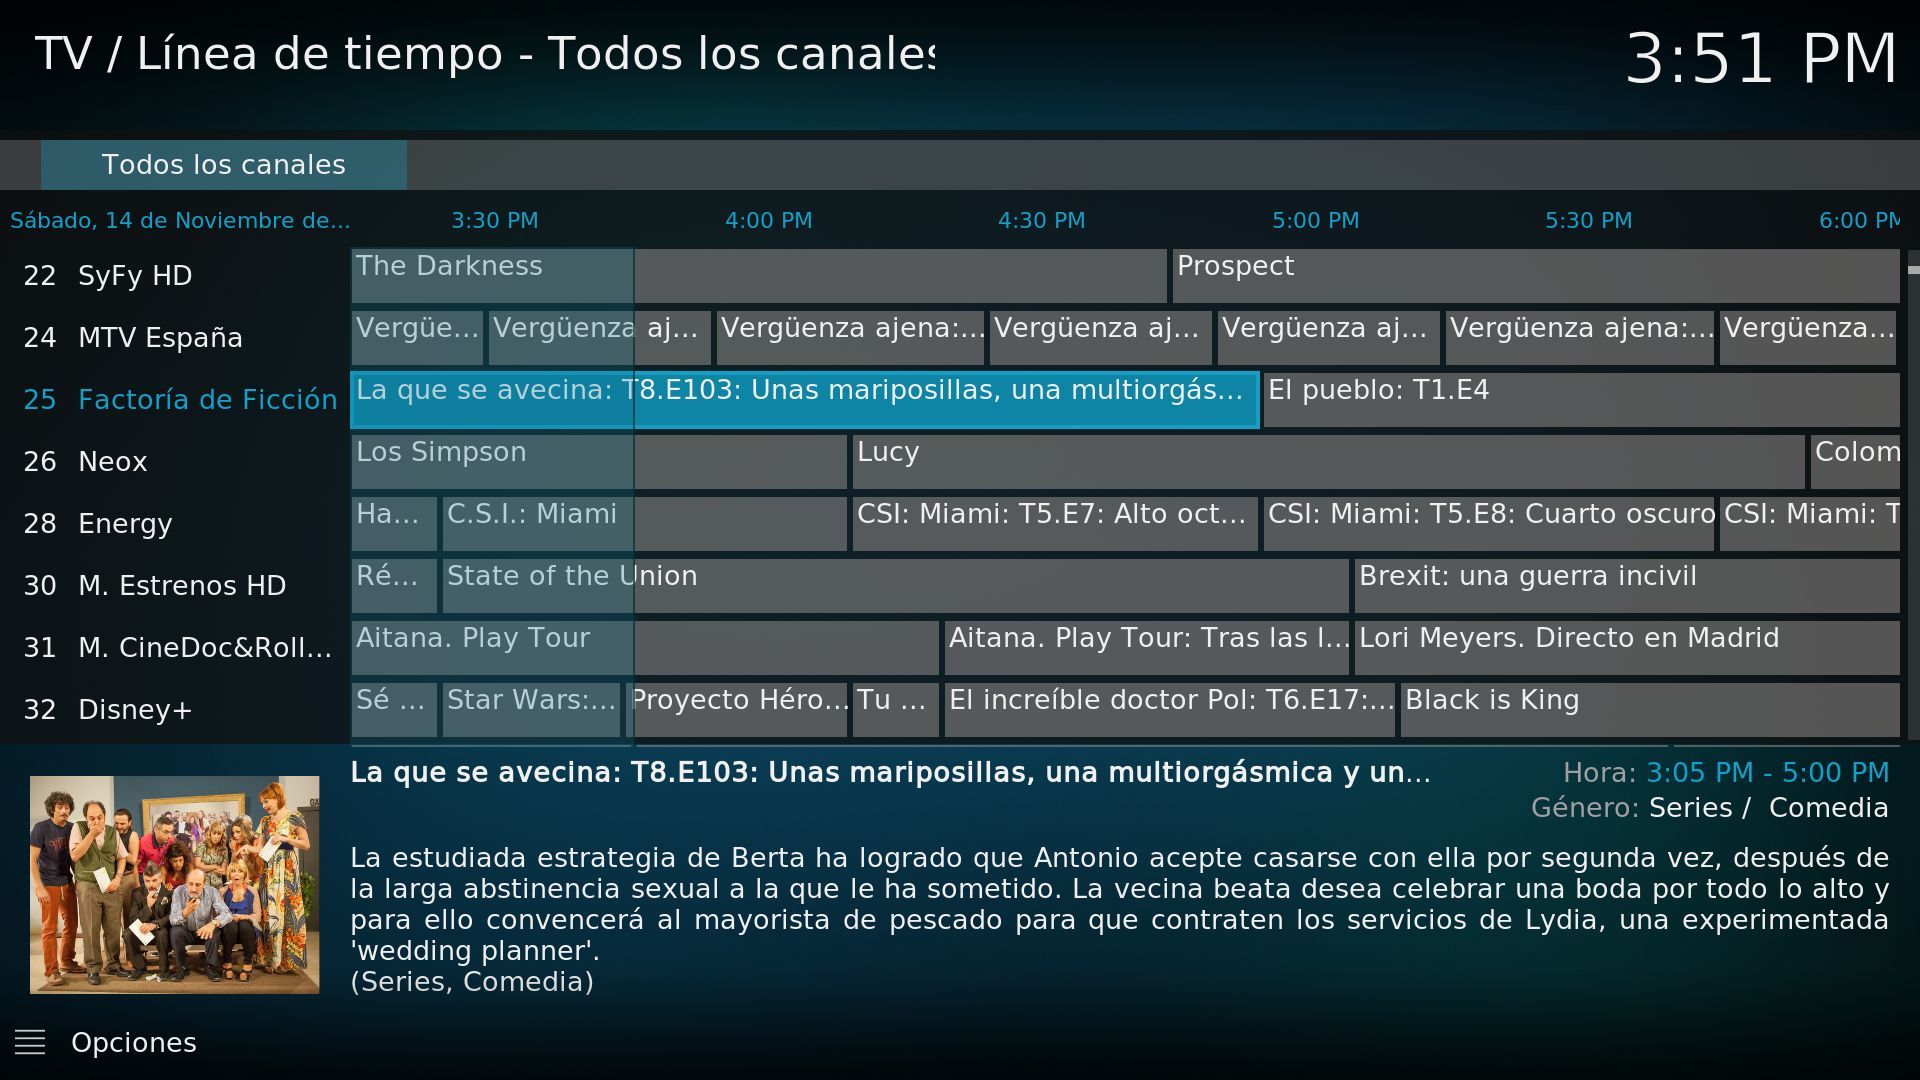 TV / Línea de tiempo - Todos los canales
3:51 PM
Todos los canales
Sábado, 14 de Noviembre de... 3:30 PM 4:00 PM 4:30 PM 5:00 PM 5:30 PM 6:00 PM
22 SyFy HD The Darkness Prospect
24 MTV España Vergüe... Vergüenza aj... Vergüenza ajena:... Vergüenza aj... Vergüenza aj... Vergüenza ajena:... Vergüenza...
25 Factoría de Ficción La que se avecina: T8.E103: Unas mariposillas, una multiorgás... El pueblo: T1.E4
26 Neox Los Simpson Lucy Colom
28 Energy Ha... C.S.I.: Miami CSI: Miami: T5.E7: Alto oct... CSI: Miami: T5.E8: Cuarto oscuro CSI: Miami: T
30 M. Estrenos HD Ré... State of the Union Brexit: una guerra incivil
31 M. CineDoc&Roll... Aitana. Play Tour Aitana. Play Tour: Tras las l... Lori Meyers. Directo en Madrid
32 Disney+ Sé ... Star Wars:... Proyecto Héro... Tu ... El increíble doctor Pol: T6.E17:... Black is King
La que se avecina: T8.E103: Unas mariposillas, una multiorgásmica y un... Hora: 3:05 PM - 5:00 PM
Género: Series / Comedia
La estudiada estrategia de Berta ha logrado que Antonio acepte casarse con ella por segunda vez, después de
la larga abstinencia sexual a la que le ha sometido. La vecina beata desea celebrar una boda por todo lo alto y
para ello convencerá al mayorista de pescado para que contraten los servicios de Lydia, una experimentada
'wedding planner'.
(Series, Comedia)
Opciones